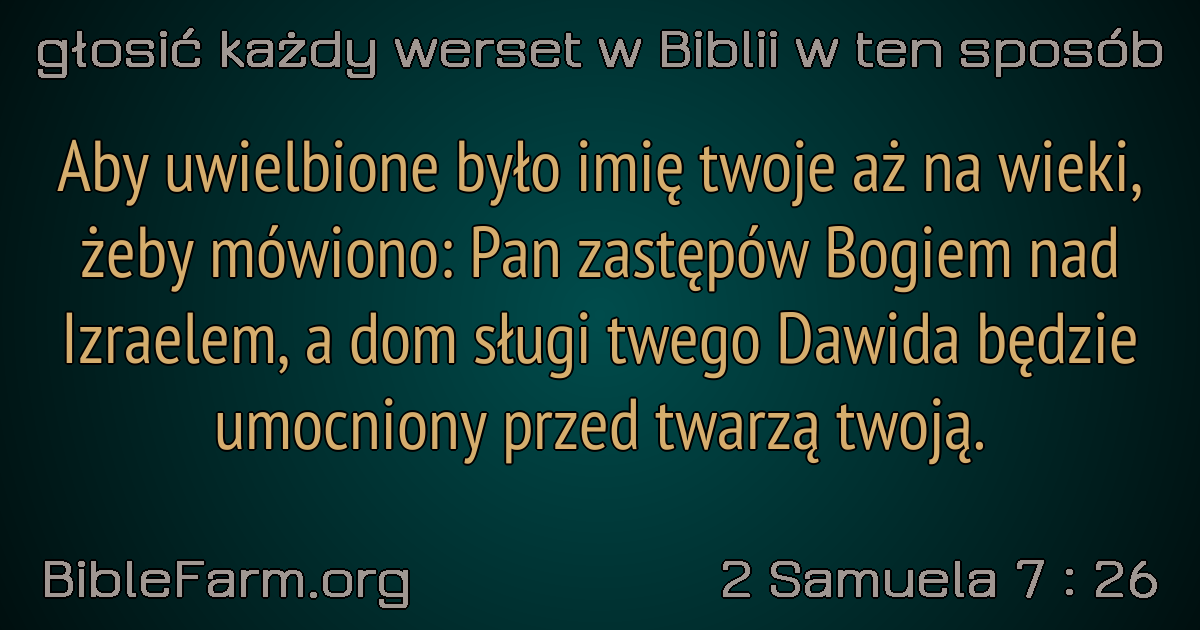 głosić każdy werset w Biblii w ten sposób
Aby uwielbione było imię twoje aż na wieki,
żeby mówiono: Pan zastępów Bogiem nad
Izraelem, a dom sługi twego Dawida będzie
umocniony przed twarzą twoją.
BibleFarm.org
2 Samuela 7 : 26